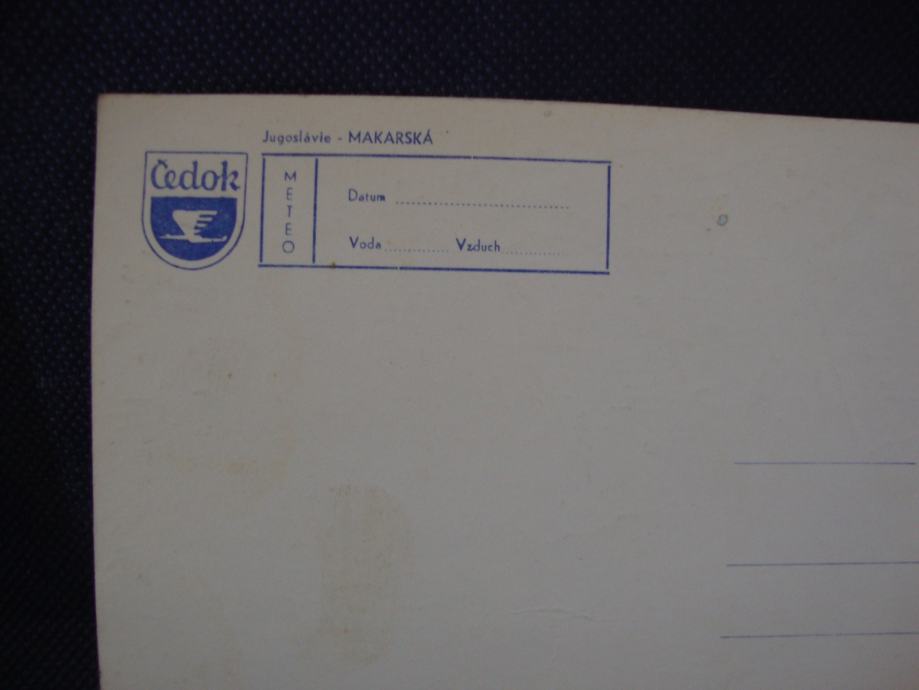 Jugoslávie - MAKARSKÁ
Čedok
METEO
Datum
Voda Vzduch